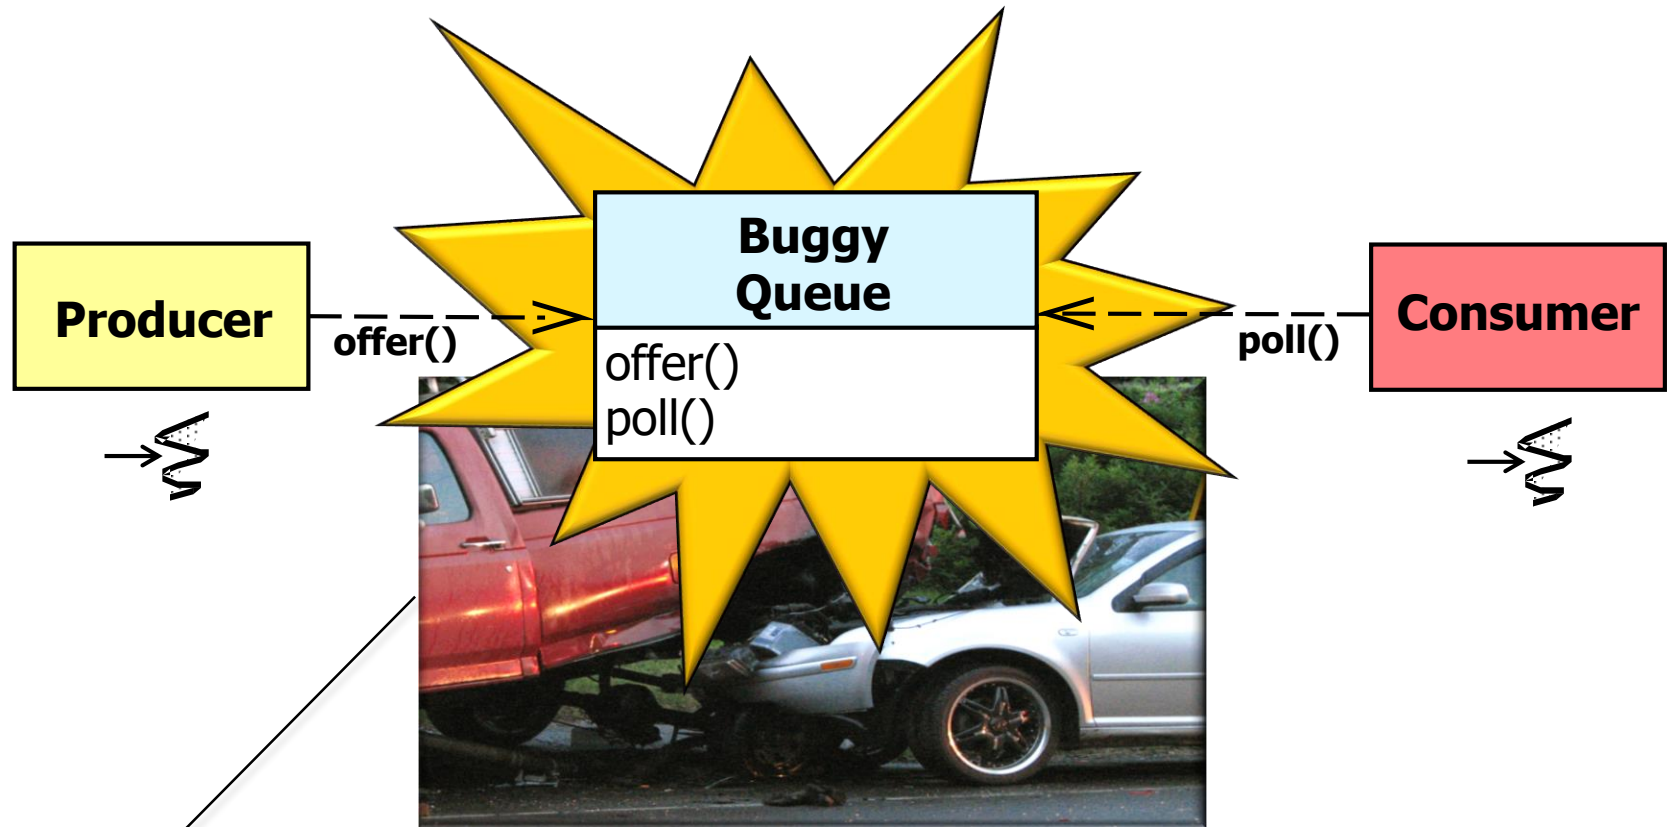 Buggy
Queue
Producer
offer()
offer()
poll()
poll()
Consumer